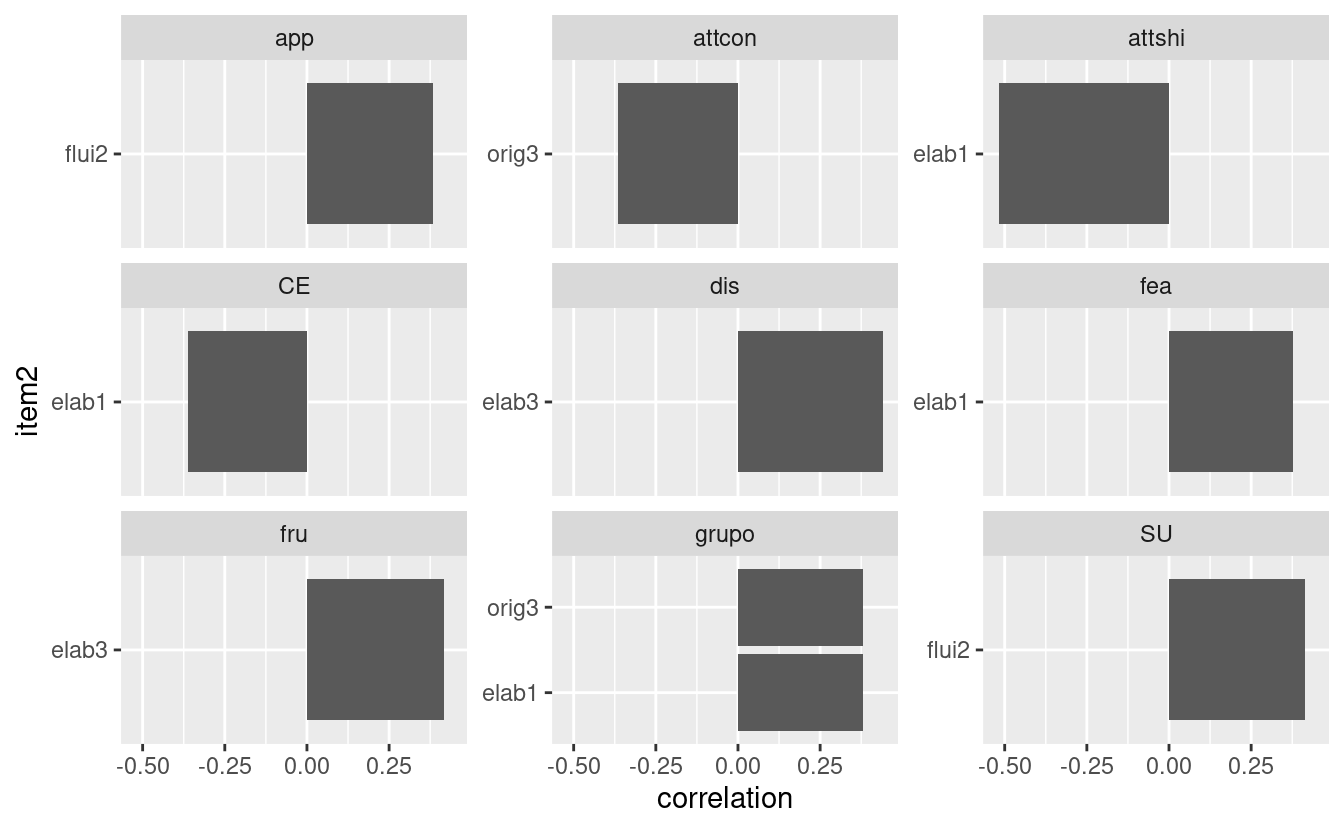 app attcon attshi
flui2 orig3 elab1
CE dis fea
item2
elab1 elab3 elab1
fru grupo SU
orig3
elab3 flui2
elab1
-0.50 -0.25 0.00 0.25 -0.50 -0.25 0.00 0.25 -0.50 -0.25 0.00 0.25
correlation